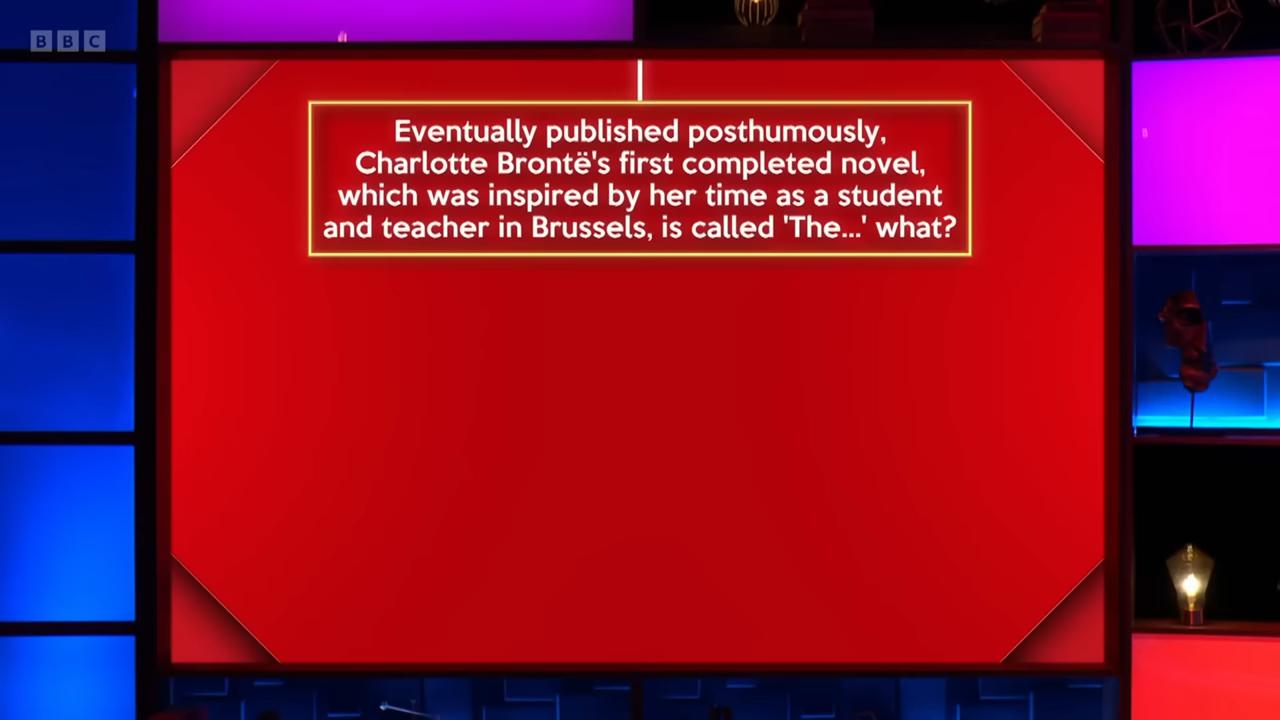 BBC
Eventually published posthumously,
Charlotte Brontë's first completed novel,
which was inspired by her time as a student
and teacher in Brussels, is called 'The...' what?